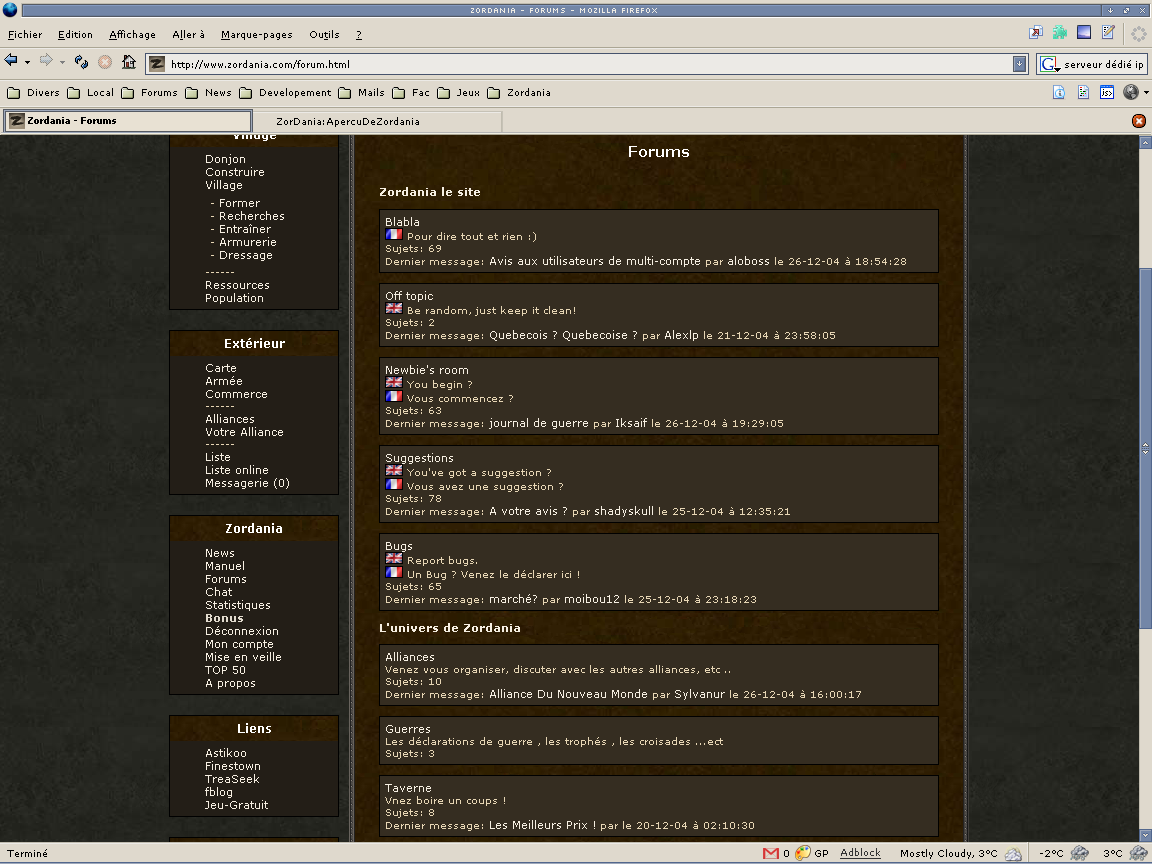 ZORDANIA - FORUMS - MOZILLA FIREFOX
Fichier Edition Affichage Aller à Marque-pages Outils ?
http://www.zordania.com/forum.html
serveur dédié ip
Divers Local Forums News Developement Mails Fac Jeux Zordania
Zordania - Forums
ZorDania:ApercuDeZordania
Village
Donjon
Construire
Village
- Former
- Recherches
- Entraîner
- Armurerie
- Dressage
------
Ressources
Population
Extérieur
Carte
Armée
Commerce
------
Alliances
Votre Alliance
------
Liste
Liste online
Messagerie (0)
Zordania
News
Manuel
Forums
Chat
Statistiques
Bonus
Déconnexion
Mon compte
Mise en veille
TOP 50
A propos
Liens
Astikoo
Finestown
TreaSeek
fblog
Jeu-Gratuit
Forums
Zordania le site
Blabla
Pour dire tout et rien :)
Sujets: 69
Dernier message: Avis aux utilisateurs de multi-compte par aloboss le 26-12-04 à 18:54:28
Off topic
Be random, just keep it clean!
Sujets: 2
Dernier message: Quebecois ? Quebecoise ? par Alexlp le 21-12-04 à 23:58:05
Newbie's room
You begin ?
Vous commencez ?
Sujets: 63
Dernier message: journal de guerre par Iksaif le 26-12-04 à 19:29:05
Suggestions
You've got a suggestion ?
Vous avez une suggestion ?
Sujets: 78
Dernier message: A votre avis ? par shadyskull le 25-12-04 à 12:35:21
Bugs
Report bugs.
Un Bug ? Venez le déclarer ici !
Sujets: 65
Dernier message: marché? par moibou12 le 25-12-04 à 23:18:23
L'univers de Zordania
Alliances
Venez vous organiser, discuter avec les autres alliances, etc ..
Sujets: 10
Dernier message: Alliance Du Nouveau Monde par Sylvanur le 26-12-04 à 16:00:17
Guerres
Les déclarations de guerre , les trophés , les croisades ...ect
Sujets: 3
Taverne
Vnez boire un coups !
Sujets: 8
Dernier message: Les Meilleurs Prix ! par le 20-12-04 à 02:10:30
Terminé
0 GP Adblock Mostly Cloudy, 3°C -2°C 3°C